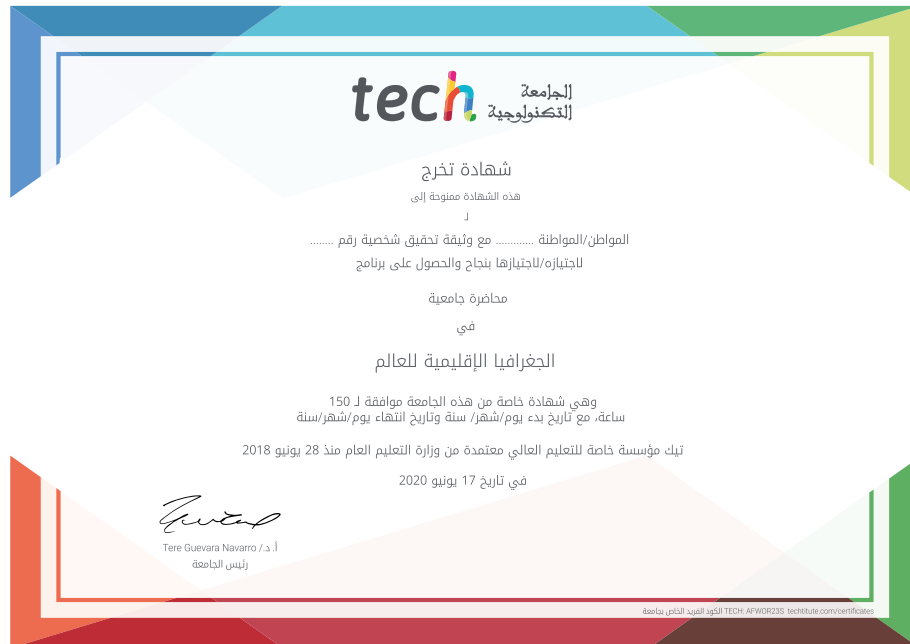 tech الجامعة
التكنولوجية
شهادة تخرج
هذه الشهادة ممنوحة إلى
لـ
المواطن/المواطنة ............ مع وثيقة تحقيق شخصية رقم ........
لاجتيازه/لاجتيازها بنجاح والحصول على برنامج
محاضرة جامعية
في
الجغرافيا الإقليمية للعالم
وهي شهادة خاصة من هذه الجامعة موافقة لـ 150
ساعة، مع تاريخ بدء يوم/شهر/ سنة وتاريخ انتهاء يوم/شهر/سنة
تيك مؤسسة خاصة للتعليم العالي معتمدة من وزارة التعليم العام منذ 28 يونيو 2018
في تاريخ 17 يونيو 2020
أ. د./ Tere Guevara Navarro
رئيس الجامعة
الكود الفريد الخاص بجامعة TECH: AFWOR23S techtitute.com/certificates